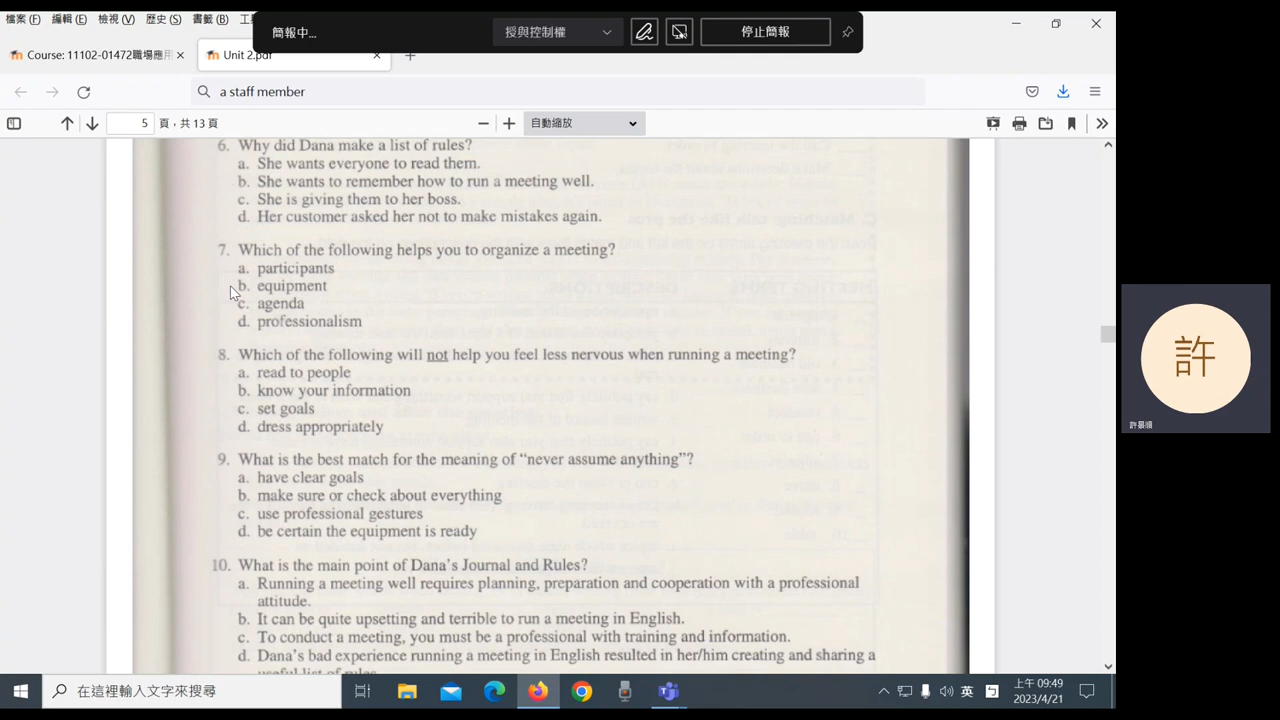 檔案 (F) 編輯 (E) 檢視 (V) 歷史 (S) 書籤 (B)
簡報中...
授與控制權
停止簡報
Course: 11102-01472職場應用
Unit 2.pdf
a staff member
5 頁，共 13 頁
自動縮放
6. Why did Dana make a list of rules?
a. She wants everyone to read them.
b. She wants to remember how to run a meeting well.
c. She is giving them to her boss.
d. Her customer asked her not to make mistakes again.
7. Which of the following helps you to organize a meeting?
a. participants
b. equipment
c. agenda
d. professionalism
8. Which of the following will not help you feel less nervous when running a meeting?
a. read to people
b. know your information
c. set goals
d. dress appropriately
9. What is the best match for the meaning of “never assume anything”?
a. have clear goals
b. make sure or check about everything
c. use professional gestures
d. be certain the equipment is ready
10. What is the main point of Dana's Journal and Rules?
a. Running a meeting well requires planning, preparation and cooperation with a professional
attitude.
b. It can be quite upsetting and terrible to run a meeting in English.
c. To conduct a meeting, you must be a professional with training and information.
d. Dana's bad experience running a meeting in English resulted in her/him creating and sharing a
useful list of rules.
許
許景順
在這裡輸入文字來搜尋
英
上午 09:49
2023/4/21